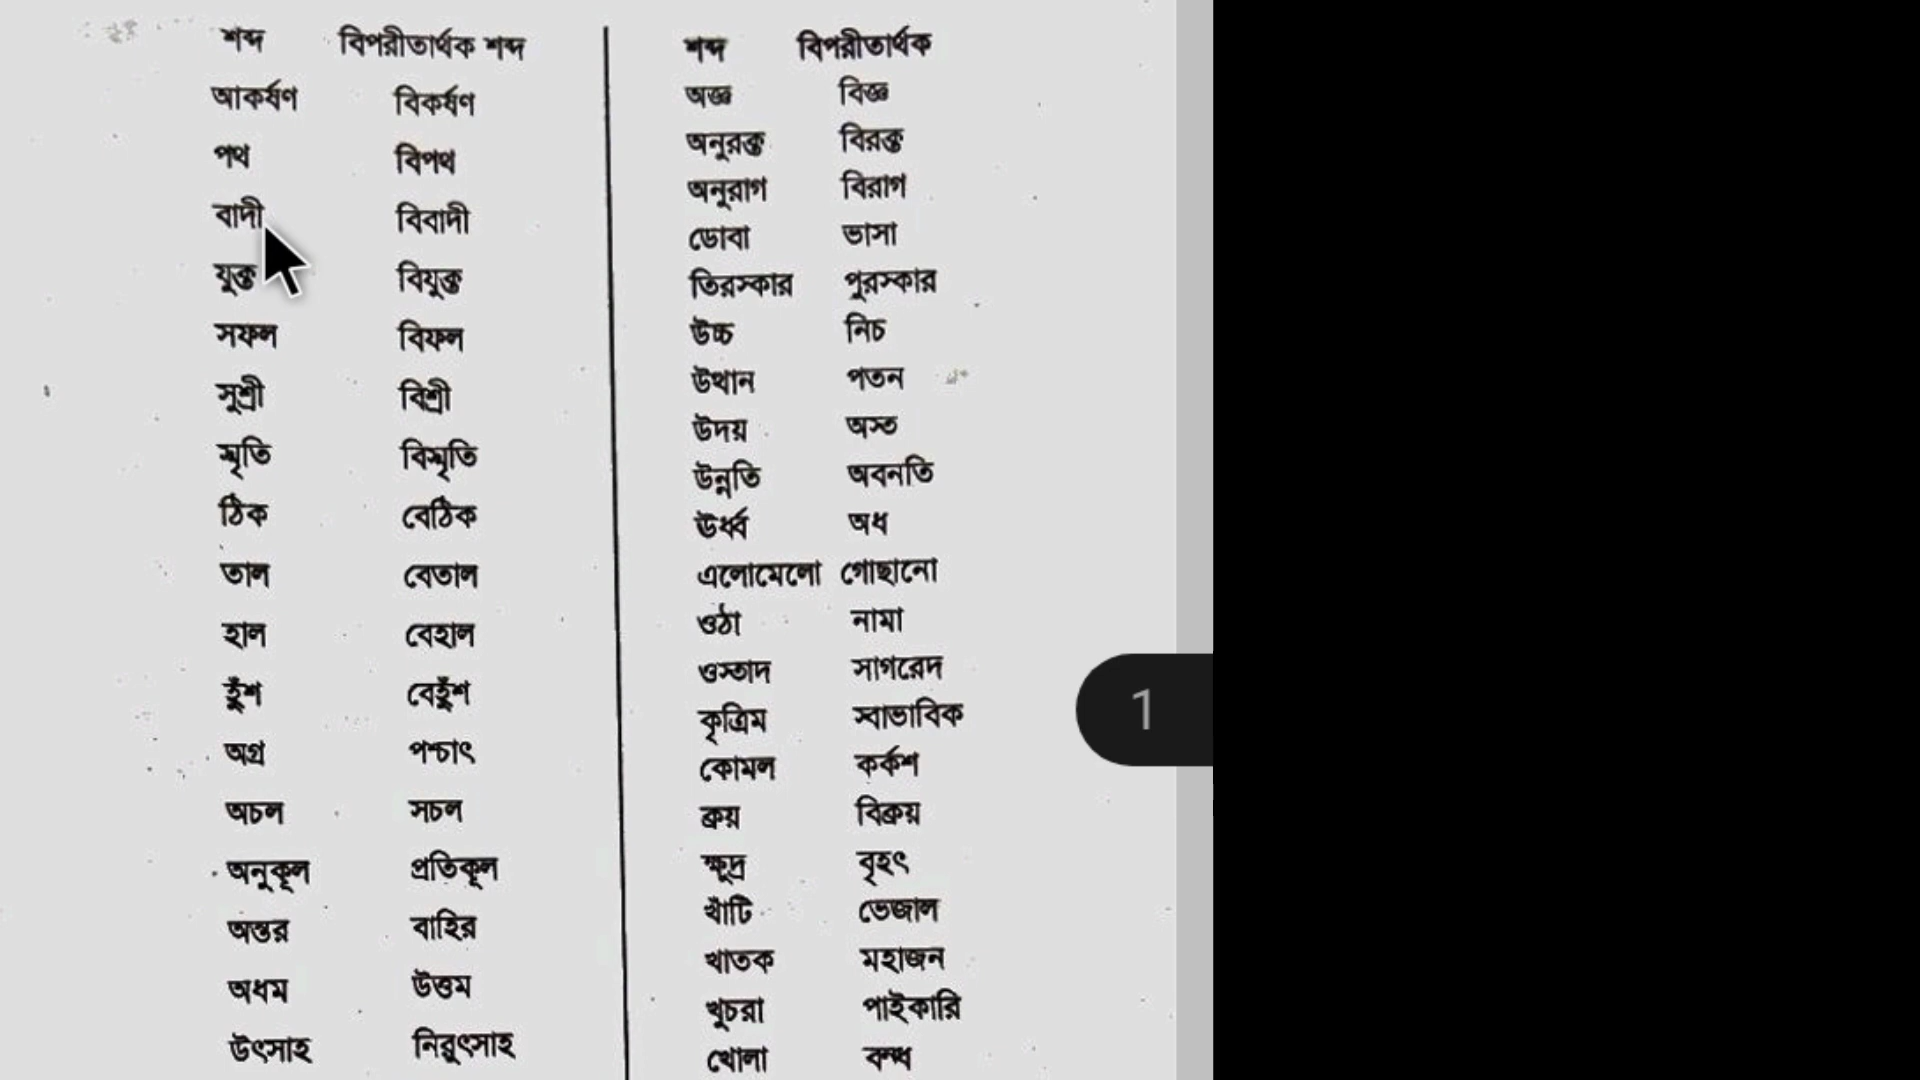 শব্দ বিপরীতার্থক শব্দ
আকর্ষণ বিকর্ষণ
পথ বিপথ
বাদী বিবাদী
যুক্ত বিযুক্ত
সফল বিফল
সুশ্রী বিশ্রী
স্মৃতি বিস্মৃতি
ঠিক বেঠিক
তাল বেতাল
হাল বেহাল
হুঁশ বেহুঁশ
অগ্র পশ্চাৎ
অচল সচল
অনুকূল প্রতিকূল
অন্তর বাহির
অধম উত্তম
উৎসাহ নিরুৎসাহ
শব্দ বিপরীতার্থক
অজ্ঞ বিজ্ঞ
অনুরক্ত বিরক্ত
অনুরাগ বিরাগ
ডোবা ভাসা
তিরস্কার পুরস্কার
উচ্চ নিচ
উত্থান পতন
উদয় অস্ত
উন্নতি অবনতি
ঊর্ধ্ব অধ
এলোমেলো গোছানো
ওঠা নামা
ওস্তাদ সাগরেদ
কৃত্রিম স্বাভাবিক
কোমল কর্কশ
ক্রয় বিক্রয়
ক্ষুদ্র বৃহৎ
খাঁটি ভেজাল
খাতক মহাজন
খুচরা পাইকারি
খোলা বন্ধ
1